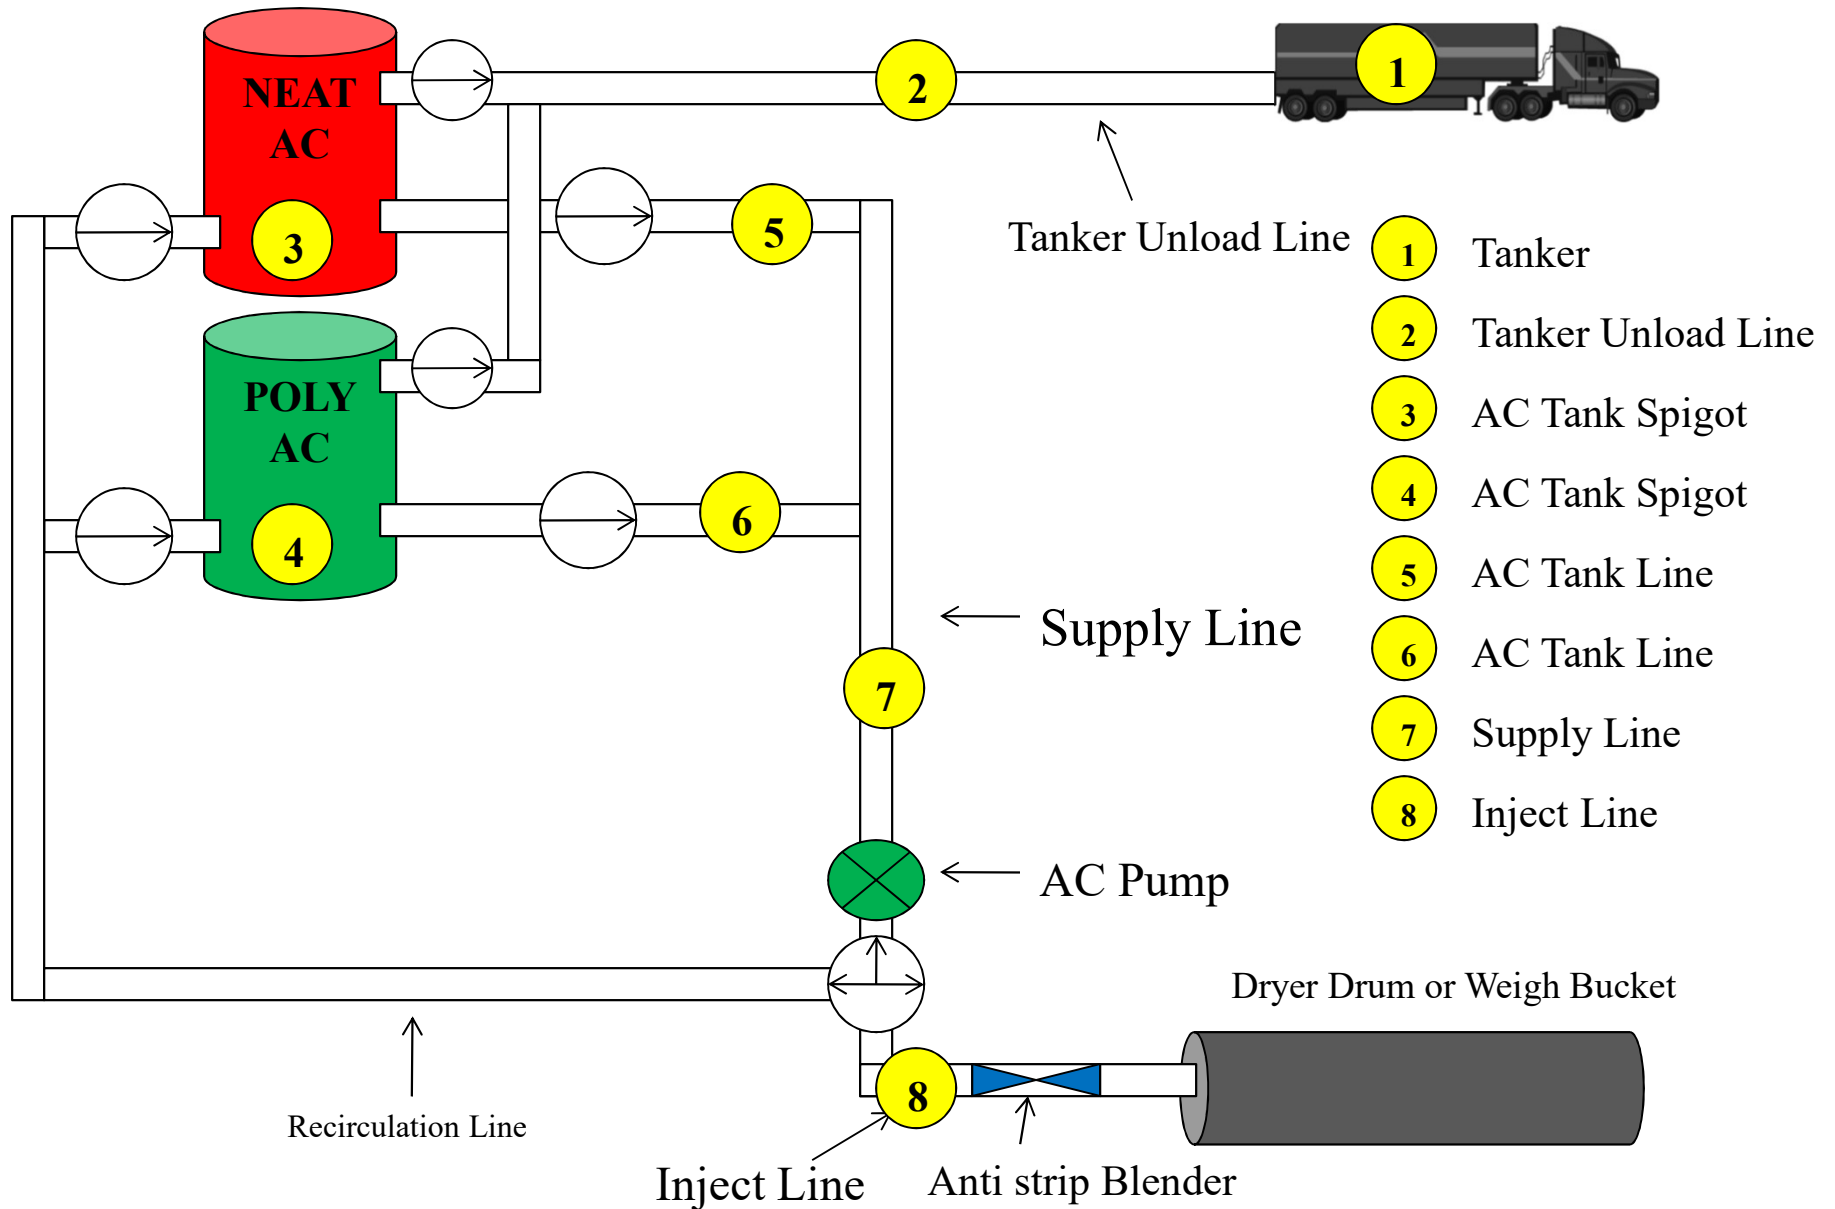 NEAT
AC
2
1
3
5
Tanker Unload Line
1 Tanker
2 Tanker Unload Line
3 AC Tank Spigot
4 AC Tank Spigot
5 AC Tank Line
6 AC Tank Line
7 Supply Line
8 Inject Line
POLY
AC
4
6
Supply Line
7
AC Pump
Dryer Drum or Weigh Bucket
8
Recirculation Line
Inject Line
Anti strip Blender